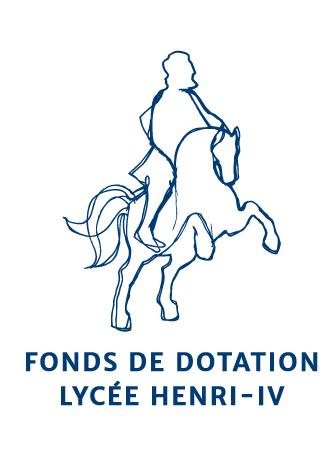 FONDS DE DOTATION
LYCÉE HENRI-IV